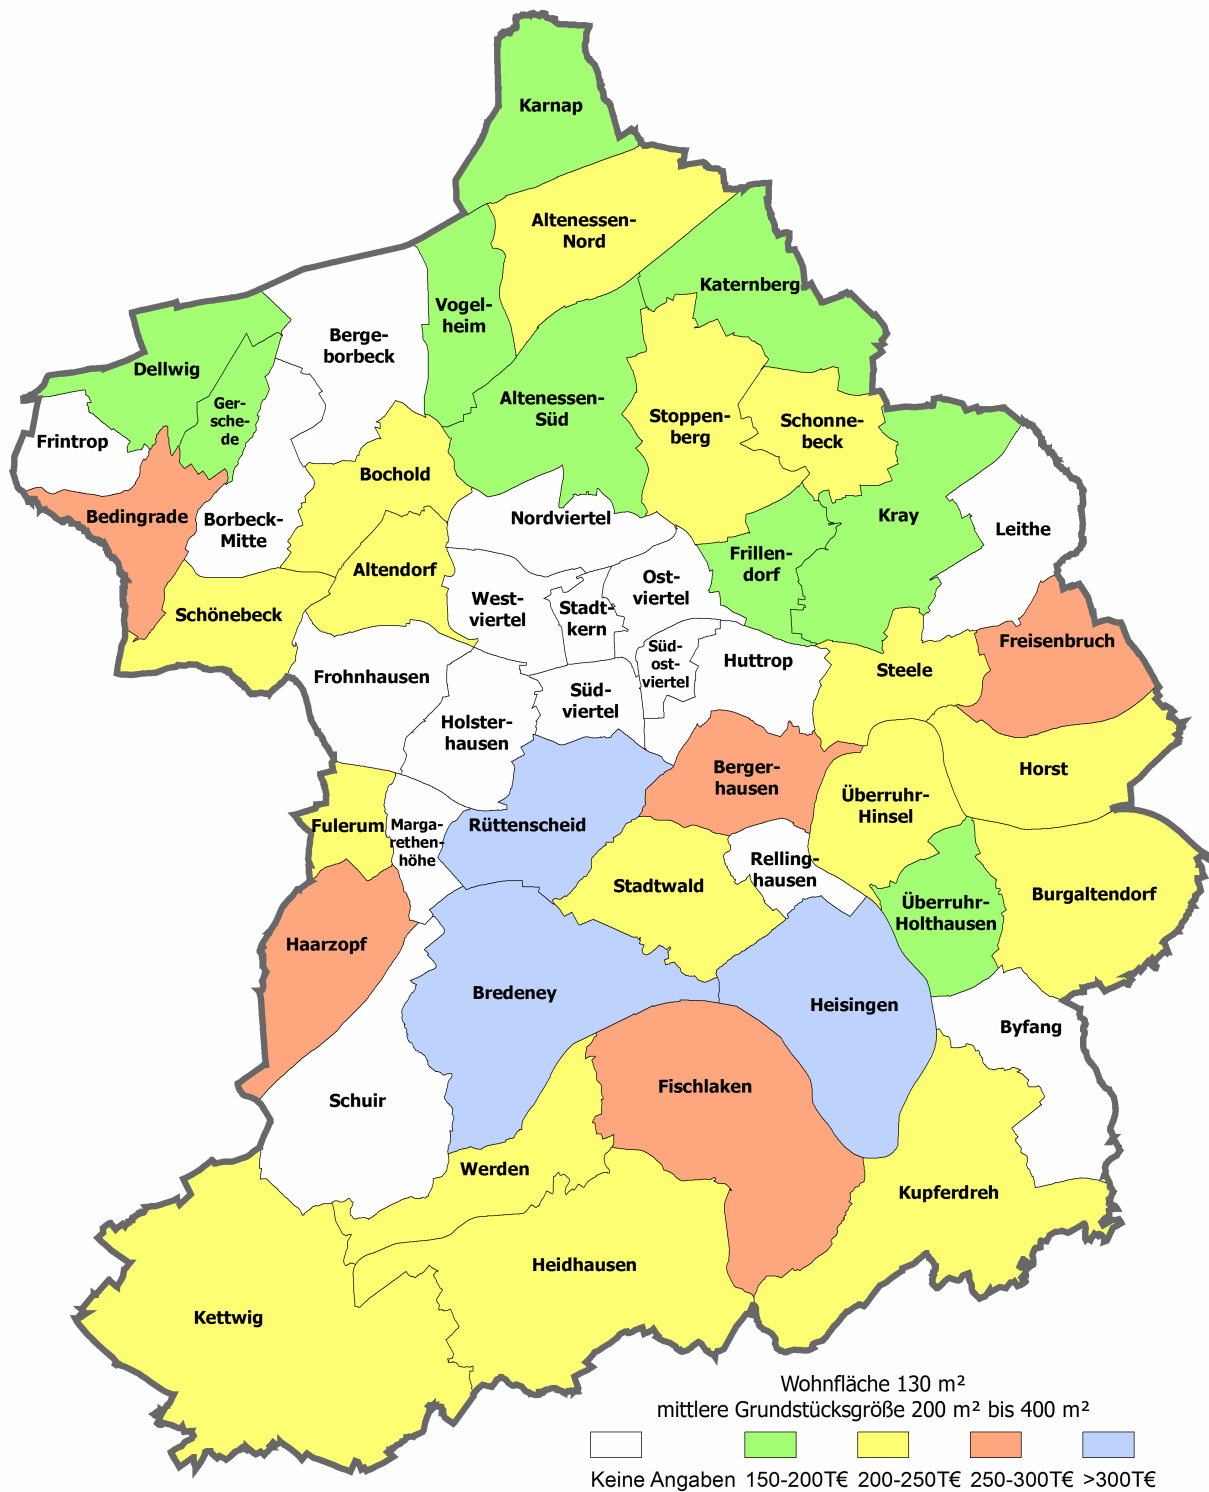 Karnap
Altenessen-
Nord
Katernberg
Vogel-
heim
Berge-
borbeck
Dellwig
Ger-
sche-
de
Altenessen-
Süd
Stoppen-
berg
Schonne-
beck
Frintrop
Bochold
Bedingrade
Borbeck-
Mitte
Nordviertel
Kray
Leithe
Frillen-
dorf
Altendorf
Ost-
viertel
West-
viertel
Stadt-
kern
Schönebeck
Freisenbruch
Süd-
ost-
viertel
Huttrop
Steele
Frohnhausen
Süd-
viertel
Holster-
hausen
Berger-
hausen
Horst
Überruhr-
Hinsel
Fulerum
Marga-
rethen-
höhe
Rüttenscheid
Relling-
hausen
Stadtwald
Burgaltendorf
Überruhr-
Holthausen
Haarzopf
Bredeney
Heisingen
Byfang
Fischlaken
Schuir
Werden
Kupferdreh
Heidhausen
Kettwig
Wohnfläche 130 m²
mittlere Grundstücksgröße 200 m² bis 400 m²
Keine Angaben 150-200T€ 200-250T€ 250-300T€ >300T€